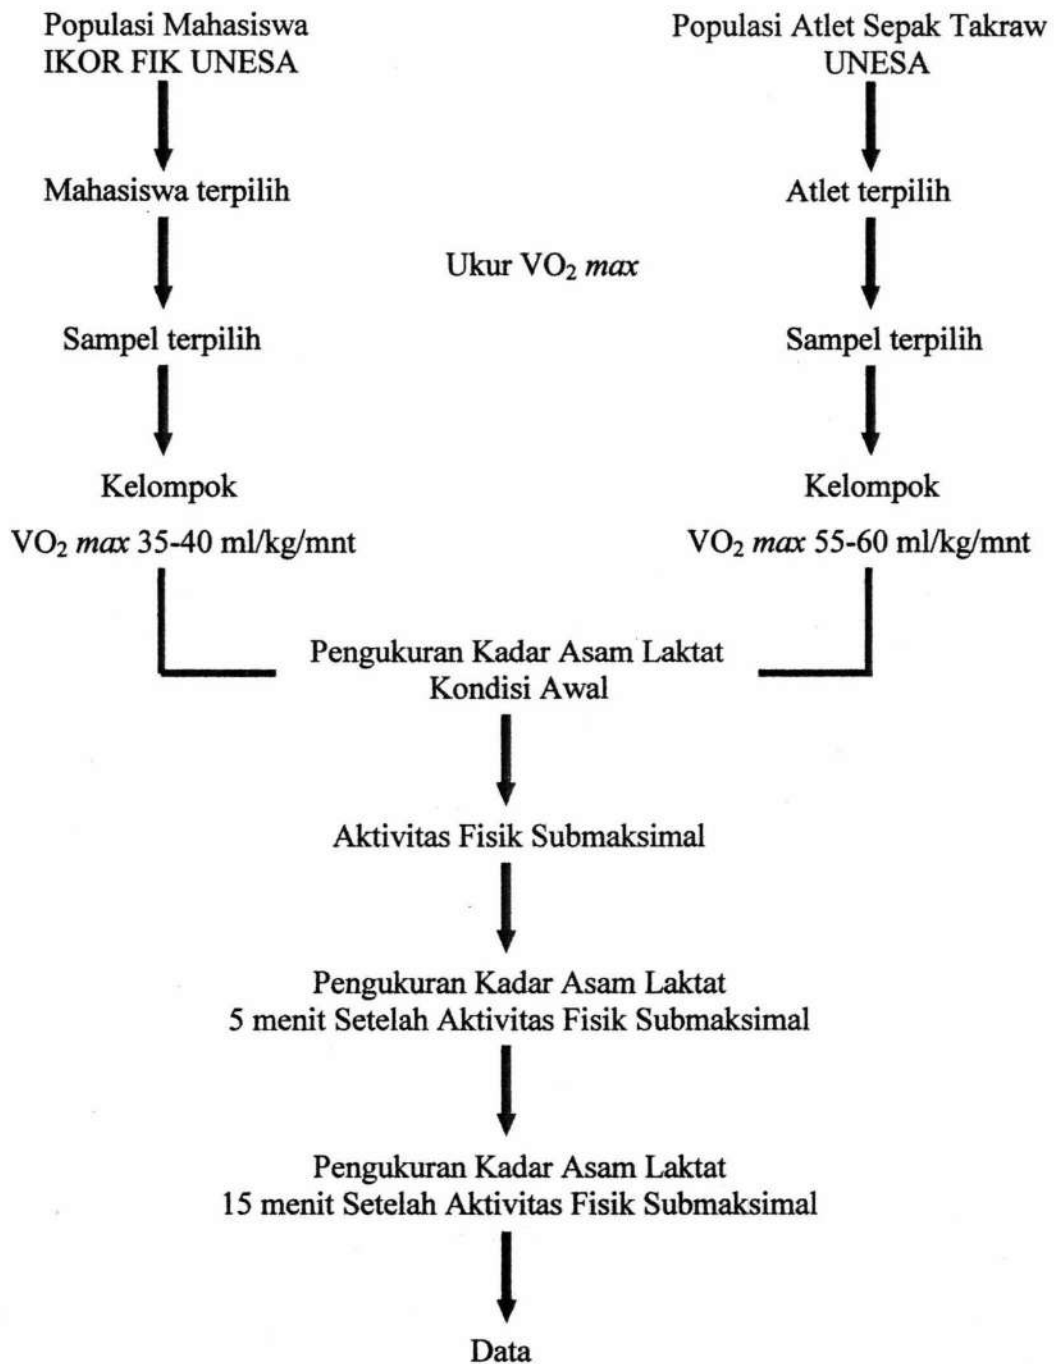 Populasi Mahasiswa
IKOR FIK UNESA
Populasi Atlet Sepak Takraw
UNESA
Mahasiswa terpilih
Atlet terpilih
Ukur VO₂ max
Sampel terpilih
Sampel terpilih
Kelompok
VO₂ max 35-40 ml/kg/mnt
Kelompok
VO₂ max 55-60 ml/kg/mnt
Pengukuran Kadar Asam Laktat
Kondisi Awal
Aktivitas Fisik Submaksimal
Pengukuran Kadar Asam Laktat
5 menit Setelah Aktivitas Fisik Submaksimal
Pengukuran Kadar Asam Laktat
15 menit Setelah Aktivitas Fisik Submaksimal
Data